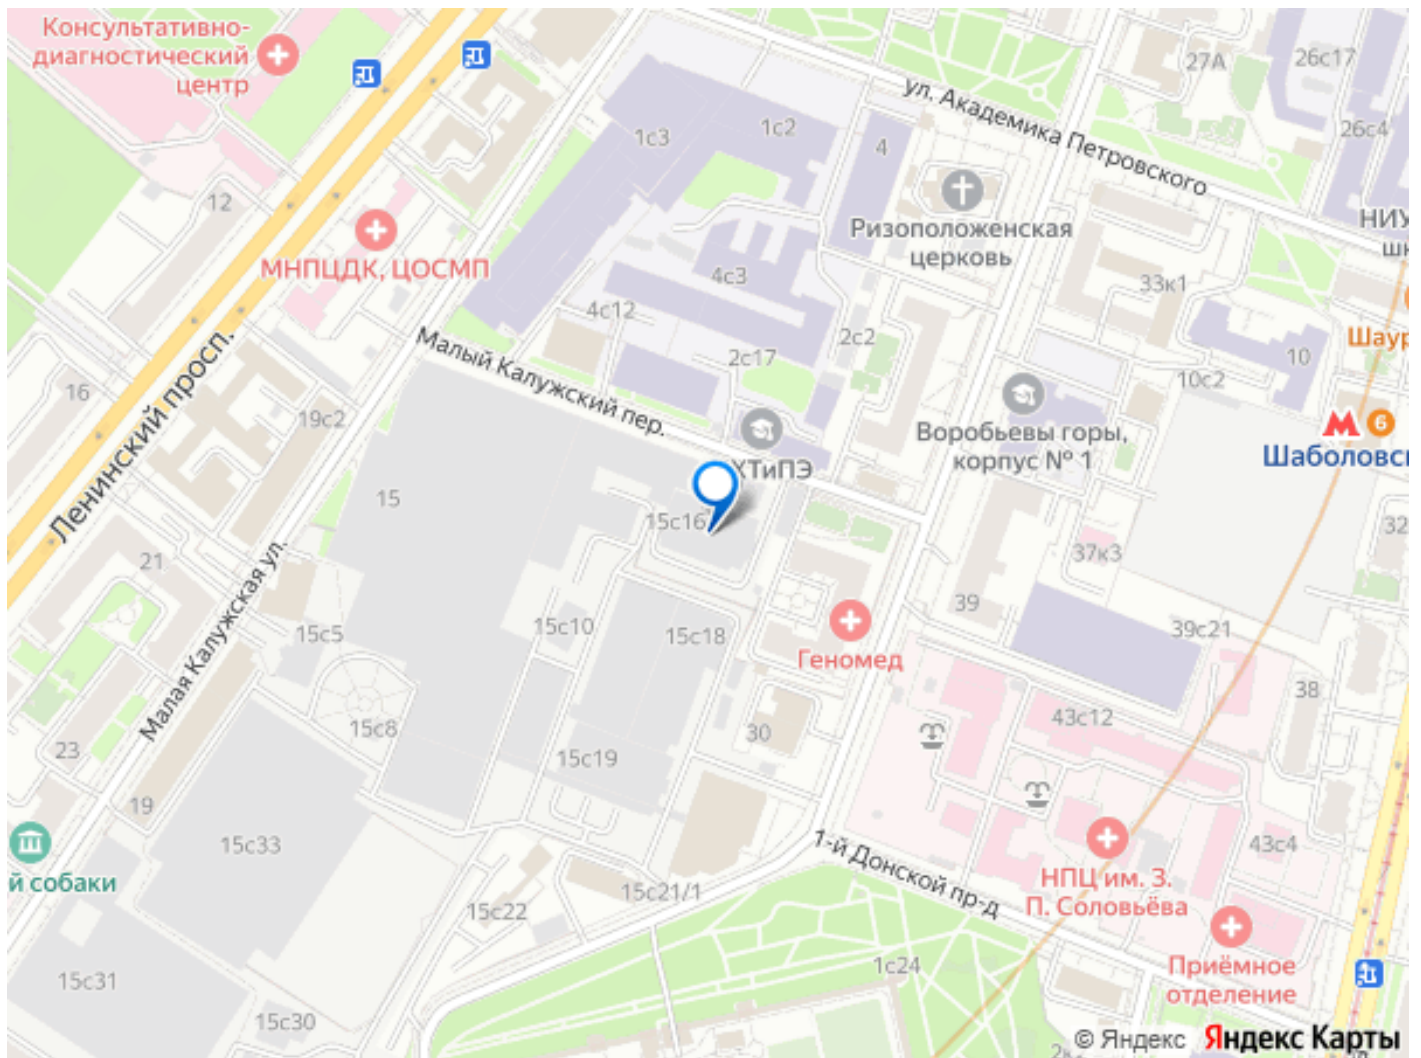 Консультативно-
диагностический
центр
27А
26с17
ул. Академика Петровского
1с3
1с2
4
26с4
12
Ризоположенская
церковь
НИУ
МНПЦДК, ЦОСМП
4с3
33к1
4с12
2с2
Малый Калужский пер.
2с17
10
Ленинский просп.
16
10с2
19с2
6
Воробьевы горы,
корпус № 1
ХТиПЭ
15
15с16
32
37к3
21
Малая Калужская ул.
39
15с5
15с10
15с18
39с21
Геномед
38
43с12
15с8
30
23
15с19
19
15с33
1-й Донской пр-д
43с4
НПЦ им. З.
П. Соловьёва
й собаки
15с21/1
15с22
1с24
Приёмное
отделение
15с31
15с30
© Яндекс Яндекс Карты